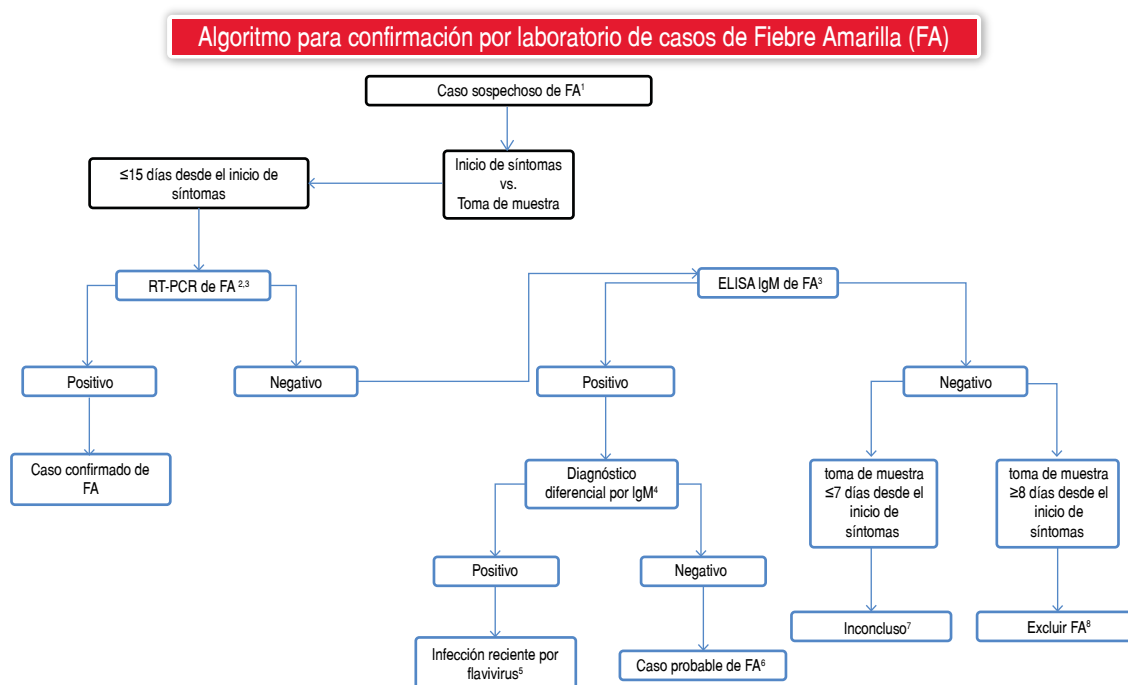 Algoritmo para confirmación por laboratorio de casos de Fiebre Amarilla (FA)
Caso sospechoso de FA¹
Inicio de síntomas
vs.
Toma de muestra
≤15 días desde el inicio de
síntomas
RT-PCR de FA ²,³
ELISA IgM de FA³
Positivo
Negativo
Positivo
Negativo
Caso confirmado de
FA
Diagnóstico
diferencial por IgM⁴
toma de muestra
≤7 días desde el
inicio de
síntomas
toma de muestra
≥8 días desde el
inicio de
síntomas
Positivo
Negativo
Inconcluso⁷
Excluir FA⁸
Infección reciente por
flavivirus⁵
Caso probable de FA⁶